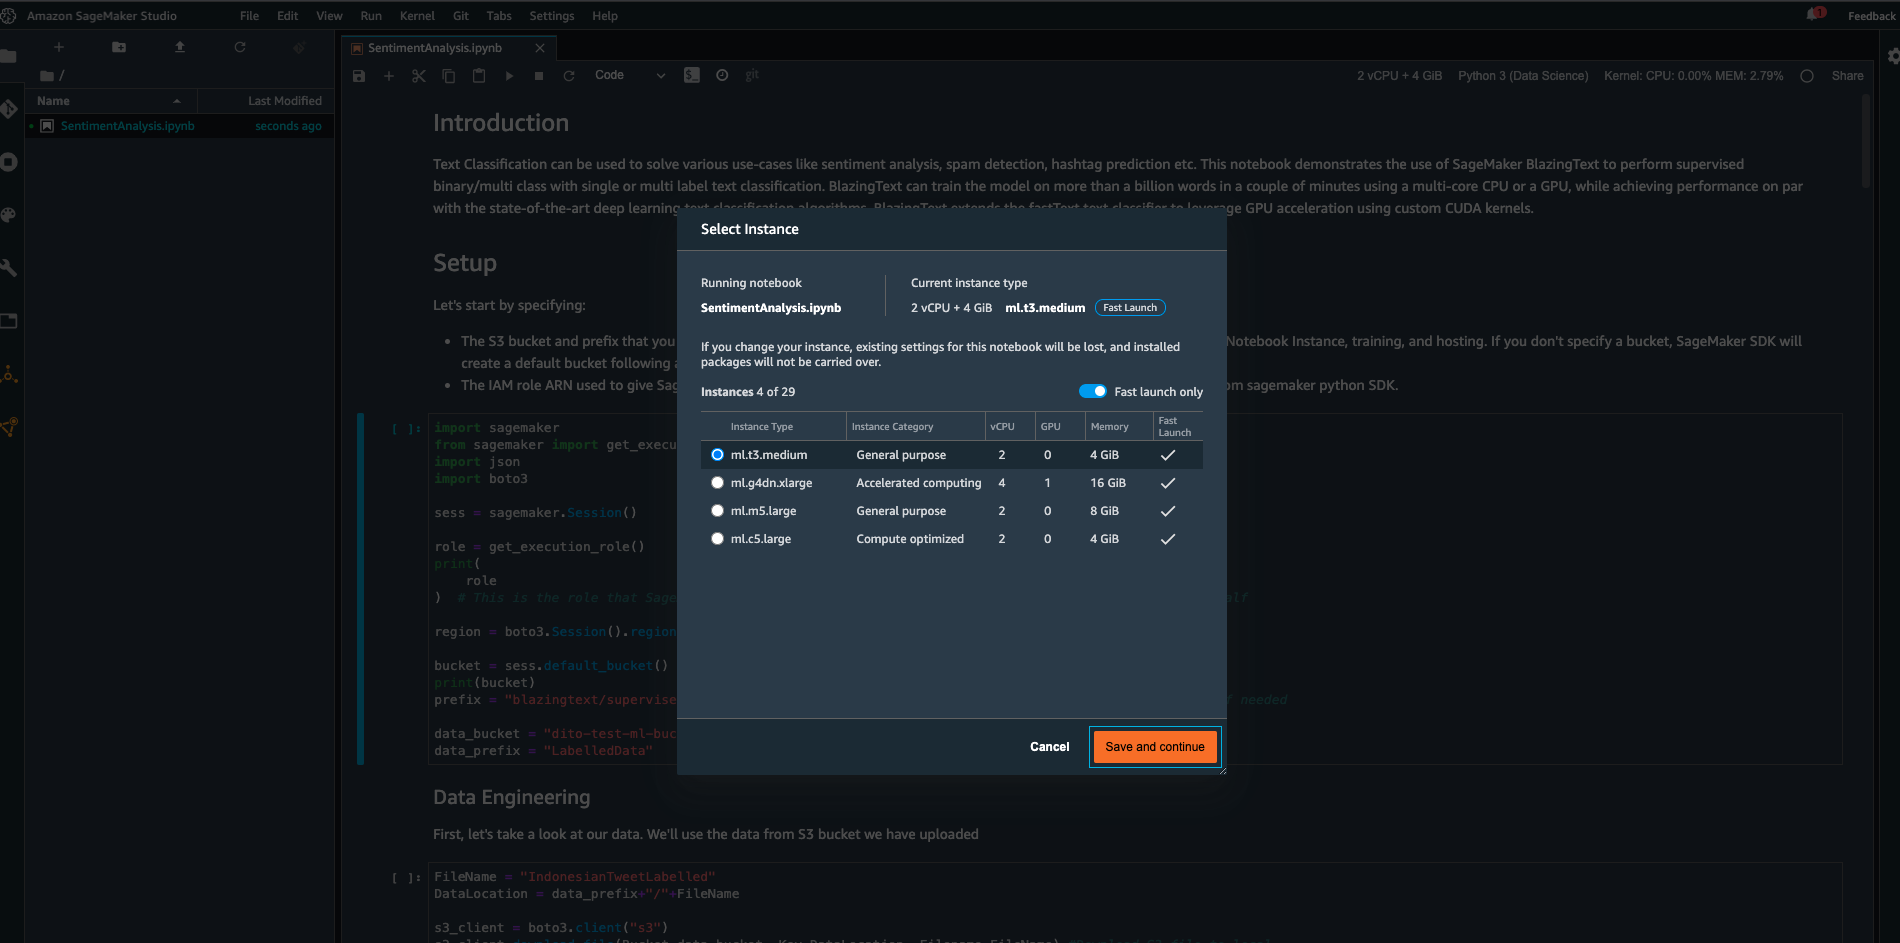 Amazon SageMaker Studio File Edit View Run Kernel Git Tabs Settings Help 1 Feedback
SentimentAnalysis.ipynb
/ Code git 2 vCPU + 4 GiB Python 3 (Data Science) Kernel: CPU: 0.00% MEM: 2.79% Share
Name Last Modified
SentimentAnalysis.ipynb seconds ago
Introduction
Text Classification can be used to solve various use-cases like sentiment analysis, spam detection, hashtag prediction etc. This notebook demonstrates the use of SageMaker BlazingText to perform supervised
binary/multi class with single or multi label text classification. BlazingText can train the model on more than a billion words in a couple of minutes using a multi-core CPU or a GPU, while achieving performance on par
with the state-of-the-art deep learning text classification algorithms. BlazingText extends the fastText text classifier to leverage GPU acceleration using custom CUDA kernels.
Setup
Let's start by specifying:
• The S3 bucket and prefix that you
Notebook Instance, training, and hosting. If you don't specify a bucket, SageMaker SDK will
create a default bucket following
• The IAM role ARN used to give
sagemaker python SDK.
[ ]: import sagemaker
from sagemaker import
import json
import boto3
sess = sagemaker.Session()
role = get_execution_role()
print(
role
) # This is the role that
region = boto3.Session().region
bucket = sess.default_bucket()
print(bucket)
prefix = "blazingtext/supervise
needed
data_bucket = "dito-test-ml-buc
data_prefix = "LabelledData"
Select Instance
Running notebook Current instance type
SentimentAnalysis.ipynb 2 vCPU + 4 GiB ml.t3.medium Fast Launch
If you change your instance, existing settings for this notebook will be lost, and installed
packages will not be carried over.
Instances 4 of 29 Fast launch only
Instance Type Instance Category vCPU GPU Memory Fast Launch
ml.t3.medium General purpose 2 0 4 GiB
ml.g4dn.xlarge Accelerated computing 4 1 16 GiB
ml.m5.large General purpose 2 0 8 GiB
ml.c5.large Compute optimized 2 0 4 GiB
Cancel Save and continue
Data Engineering
First, let's take a look at our data. We'll use the data from S3 bucket we have uploaded
[ ]: FileName = "IndonesianTweetLabelled"
DataLocation = data_prefix+"/"+FileName
s3_client = boto3.client("s3")